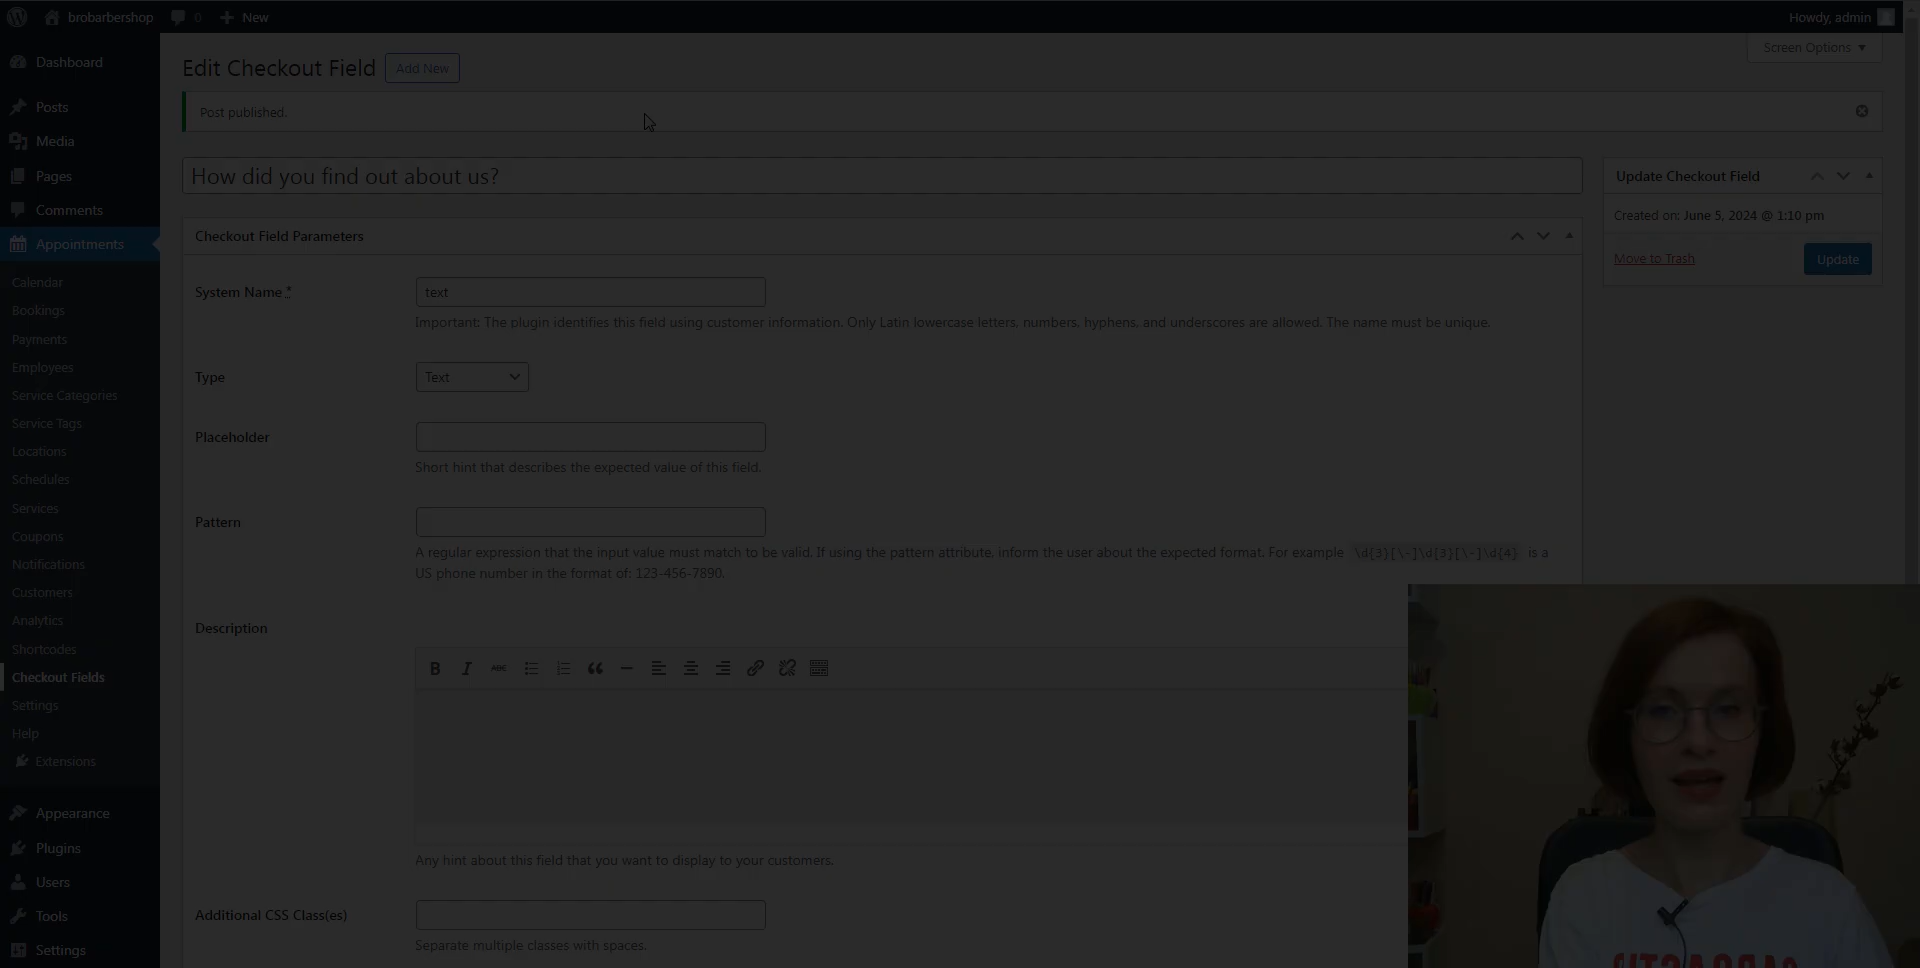 brobarbershop
0
New
Howdy, admin
Screen Options
Dashboard
Posts
Media
Pages
Comments
Appointments
Calendar
Bookings
Payments
Employees
Service Categories
Service Tags
Locations
Schedules
Services
Coupons
Notifications
Customers
Analytics
Shortcodes
Checkout Fields
Settings
Help
Extensions
Appearance
Plugins
Users
Tools
Settings
Edit Checkout Field
Add New
Post published.
How did you find out about us?
Checkout Field Parameters
System Name *
text
Important: The plugin identifies this field using customer information. Only Latin lowercase letters, numbers, hyphens, and underscores are allowed. The name must be unique.
Type
Text
Placeholder
Short hint that describes the expected value of this field.
Pattern
A regular expression that the input value must match to be valid. If using the pattern attribute, inform the user about the expected format. For example \d{3}[\-]\d{3}[\-]\d{4} is a
US phone number in the format of: 123-456-7890.
Description
B I ABC
Any hint about this field that you want to display to your customers.
Additional CSS Class(es)
Separate multiple classes with spaces.
Update Checkout Field
Created on: June 5, 2024 @ 1:10 pm
Move to Trash
Update